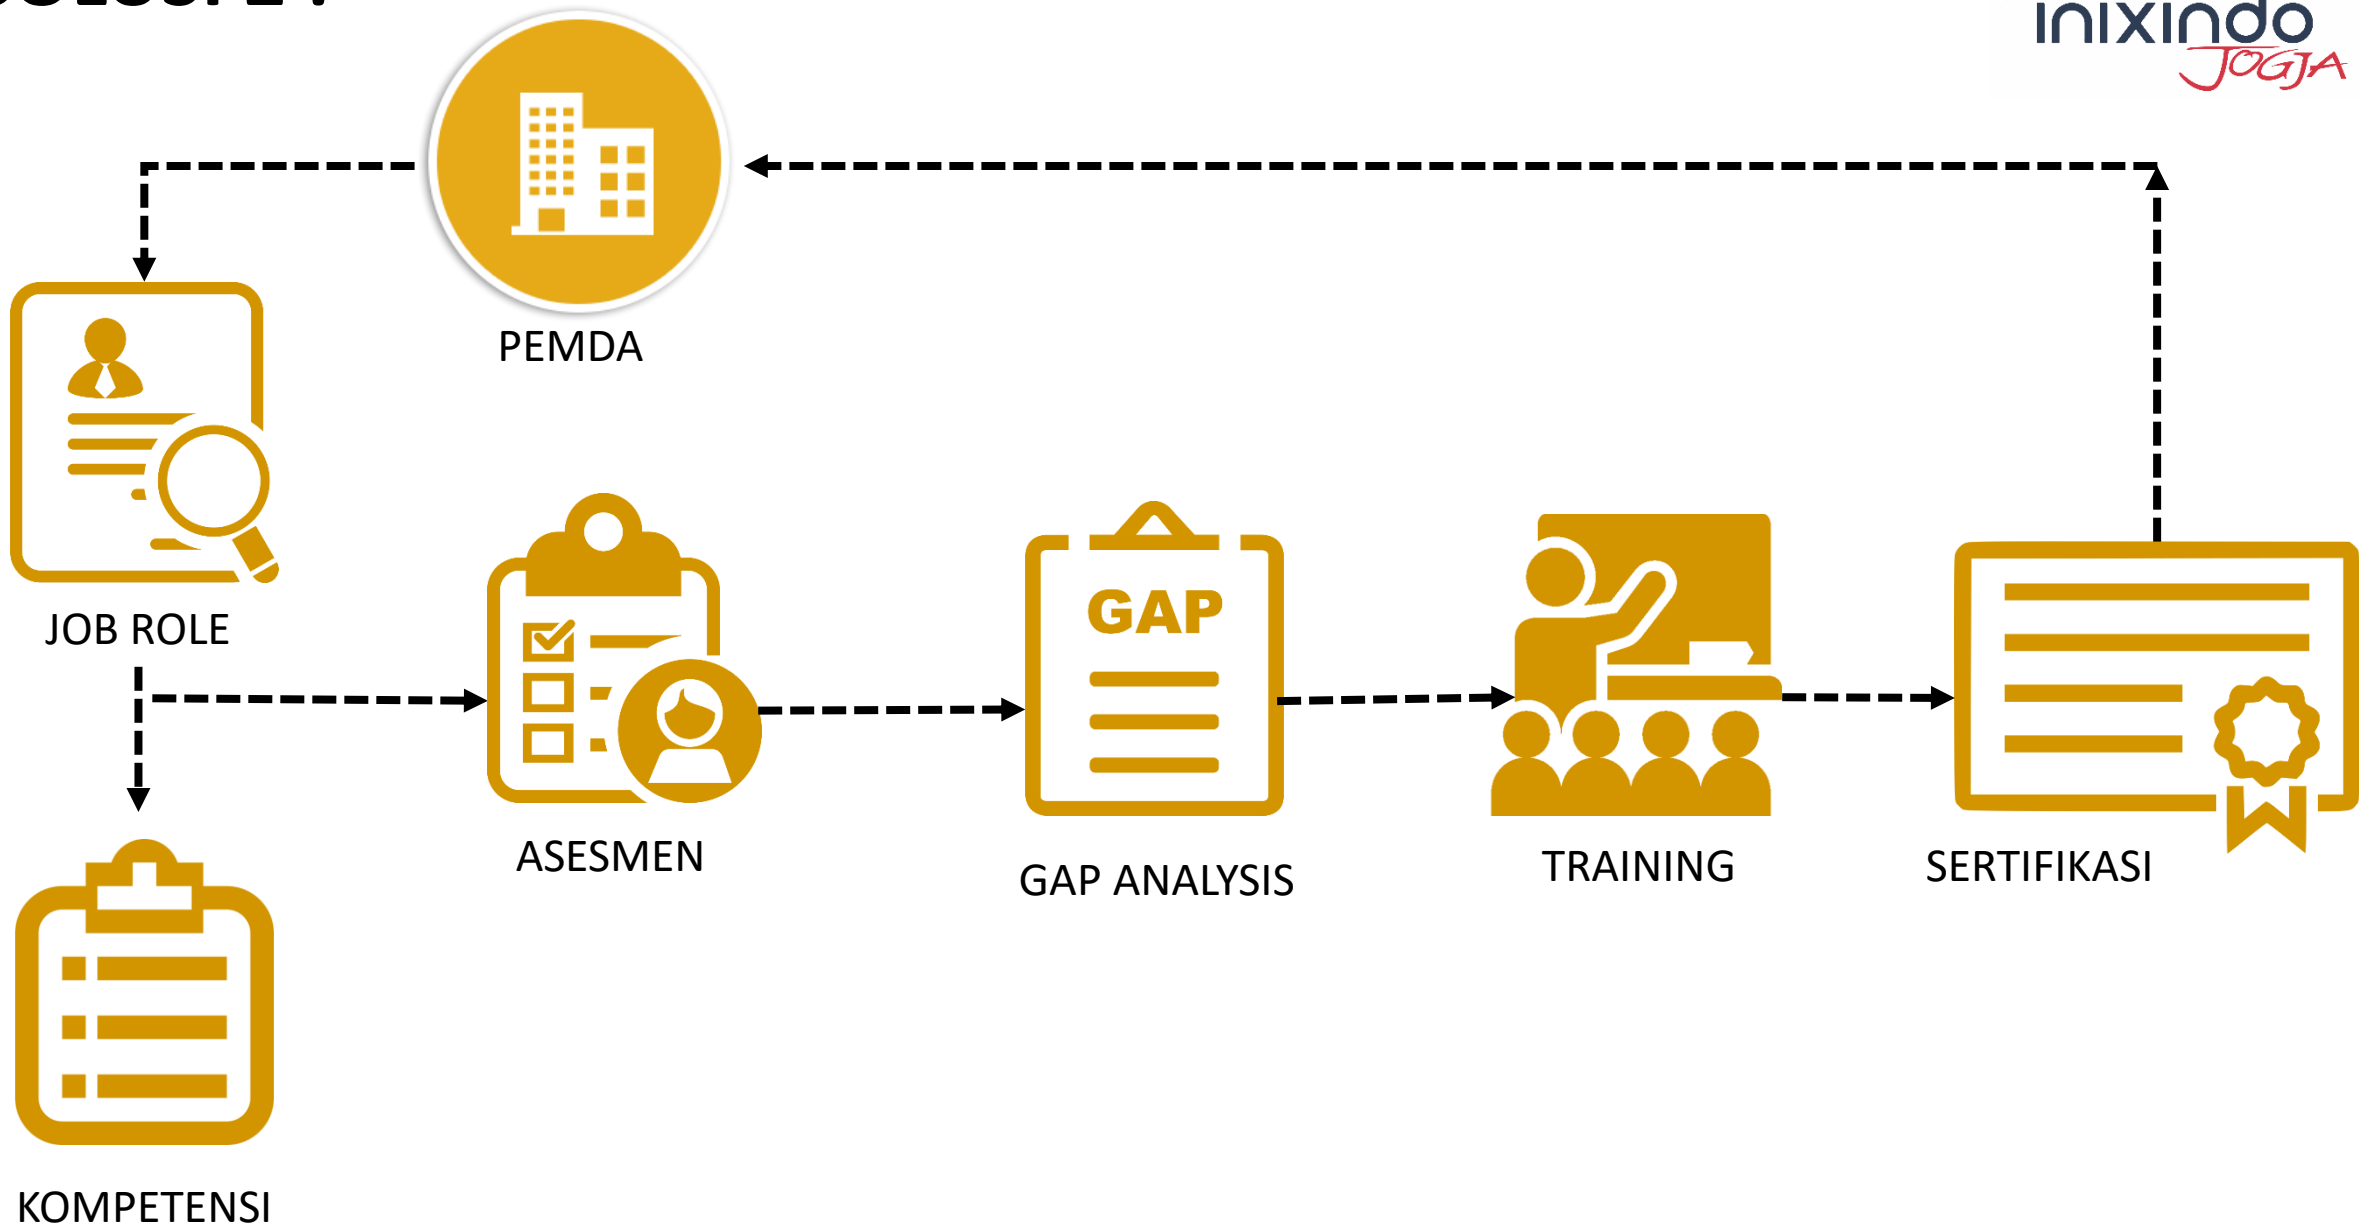 inixindo
JOGJA
PEMDA
JOB ROLE
GAP
ASESMEN
GAP ANALYSIS
TRAINING
SERTIFIKASI
KOMPETENSI